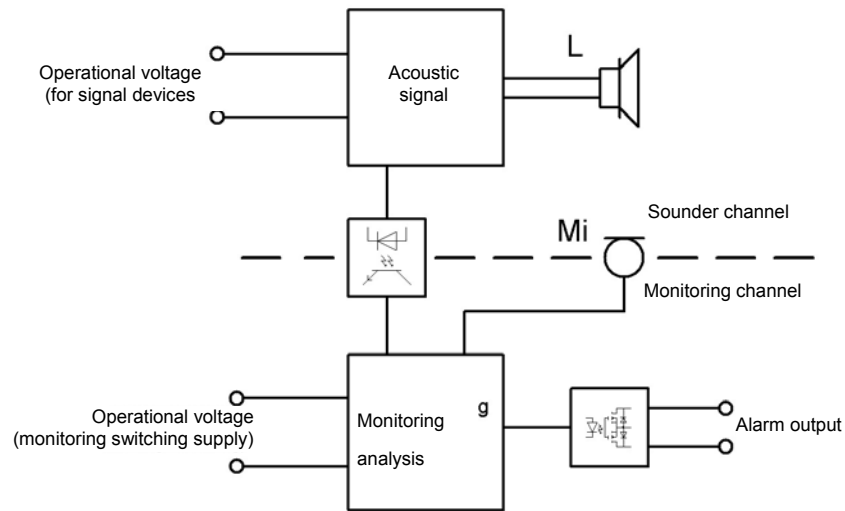 Operational voltage
(for signal devices
Acoustic
signal
L
Mi
Sounder channel
Monitoring channel
Operational voltage
(monitoring switching supply)
Monitoring
analysis
g
Alarm output